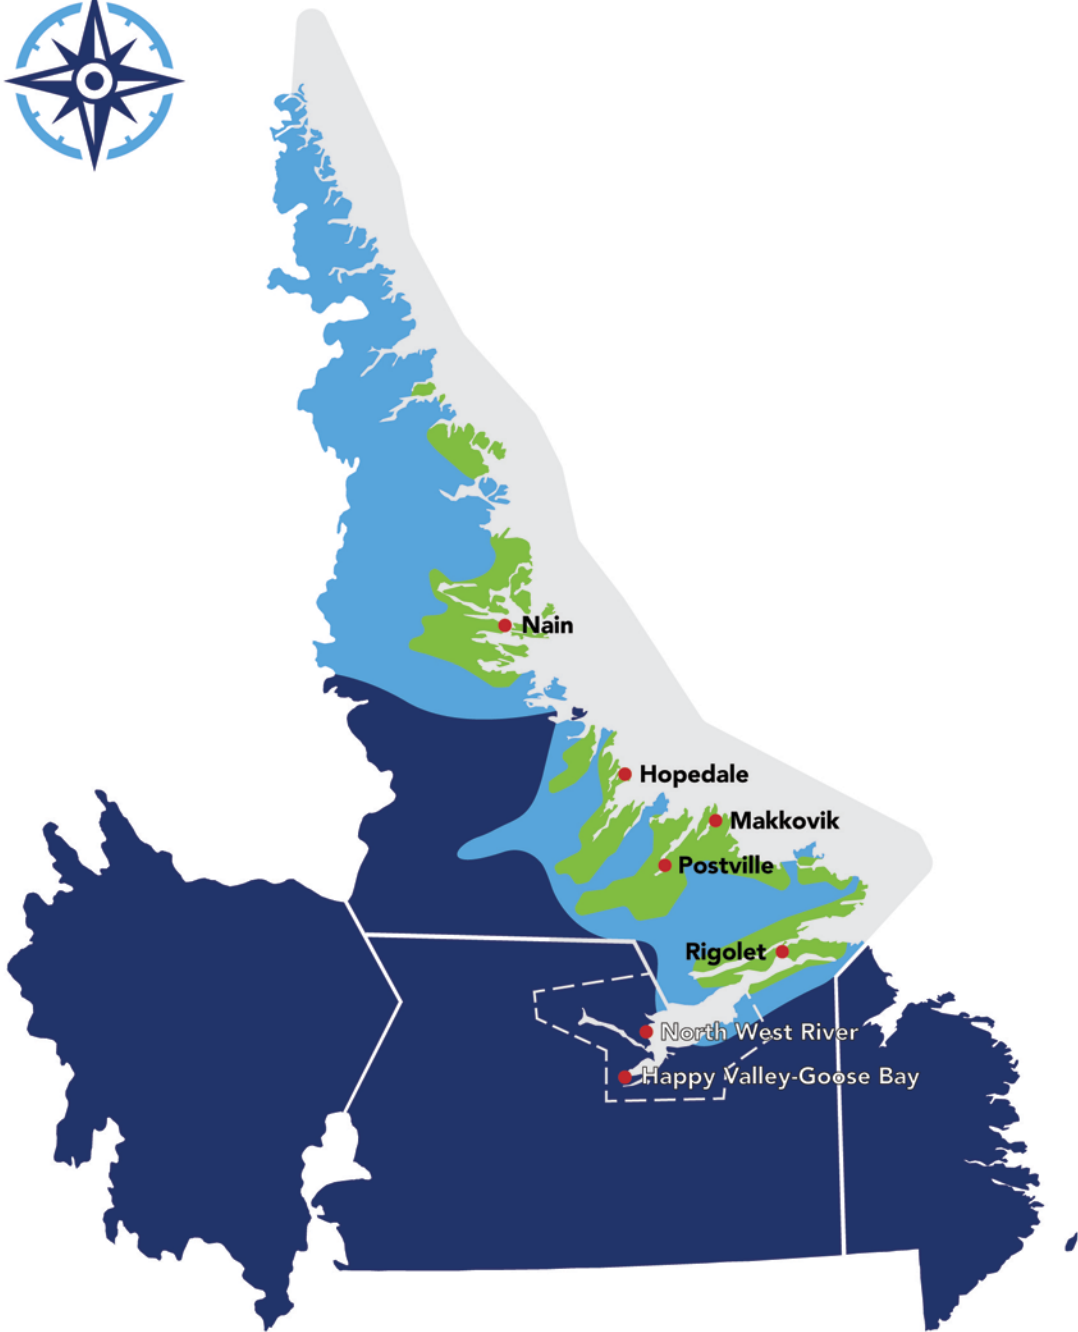 Nain
Hopedale
Makkovik
Postville
Rigolet
North West River
Happy Valley-Goose Bay